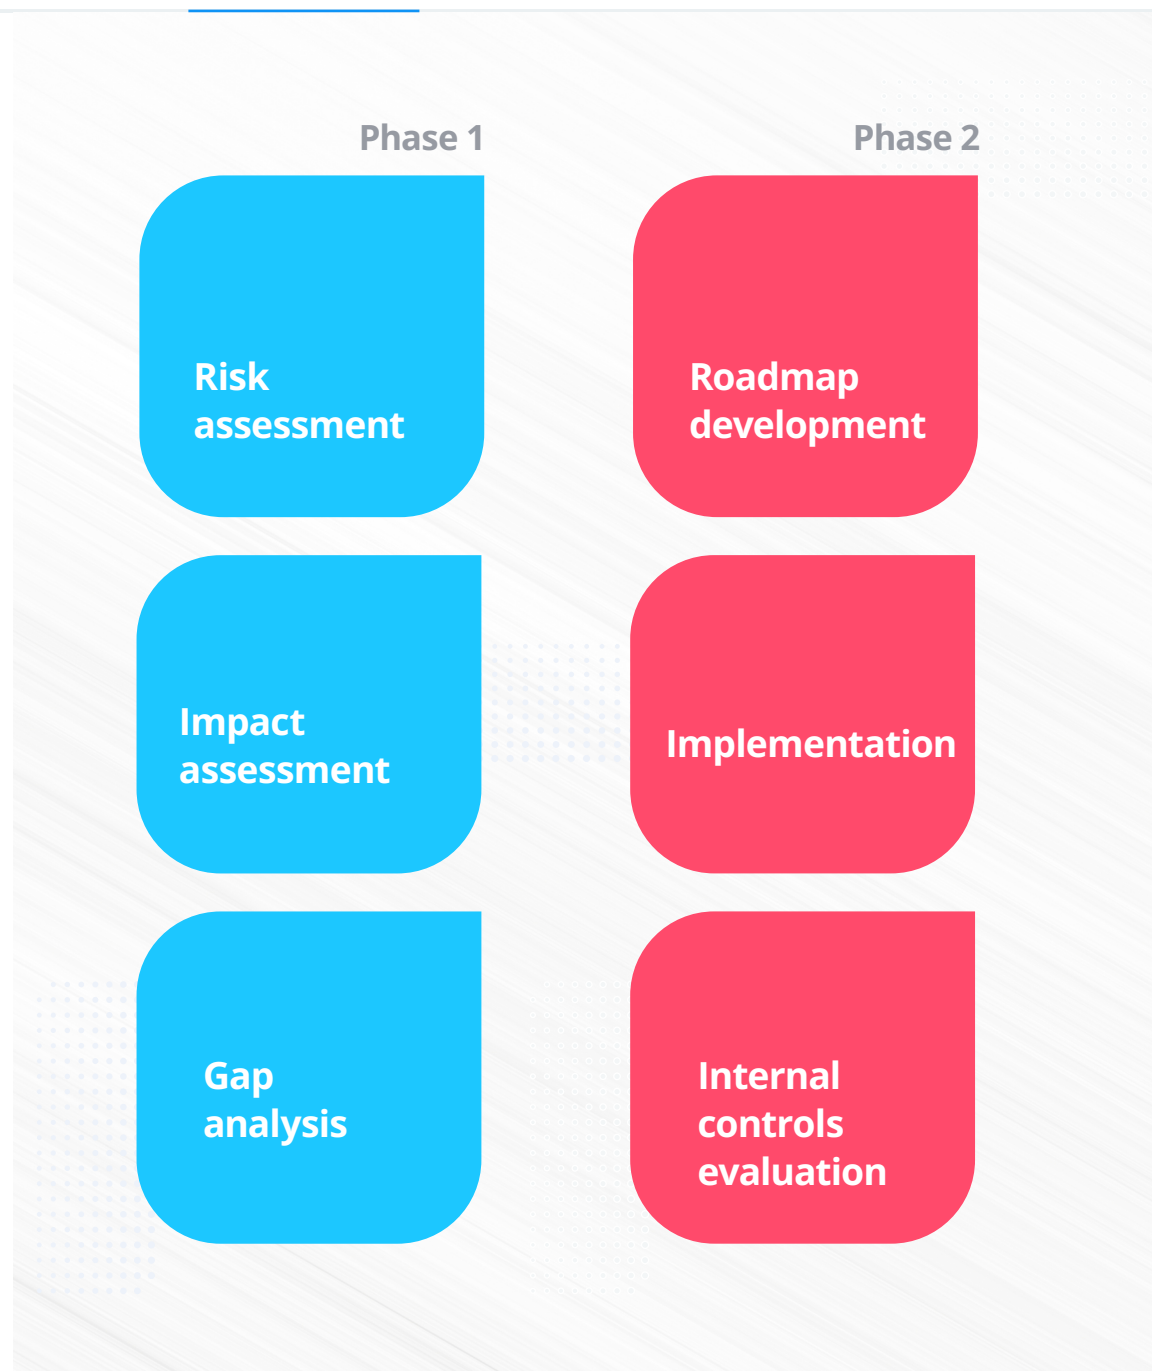 Phase 1
Risk
assessment
Impact
assessment
Gap
analysis
Phase 2
Roadmap
development
Implementation
Internal
controls
evaluation